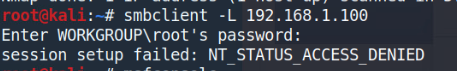 root@kali:~# smbclient -L 192.168.1.100
Enter WORKGROUP\root's password:
session setup failed: NT_STATUS_ACCESS_DENIED